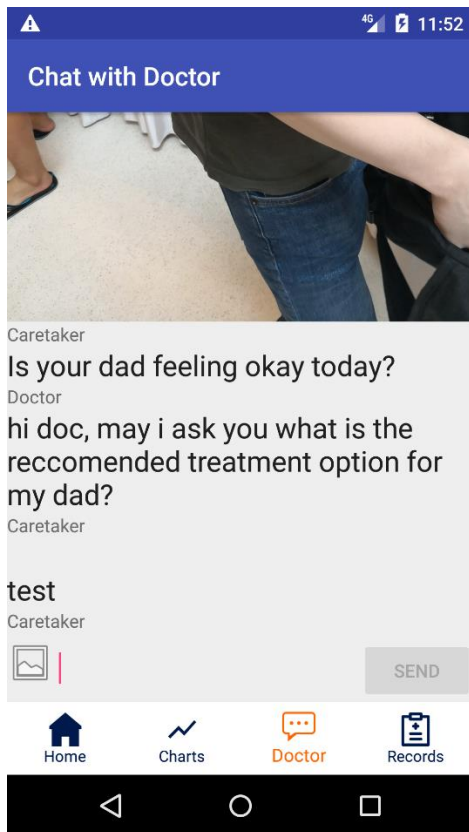 4G 11:52
Chat with Doctor
Caretaker
Is your dad feeling okay today?
Doctor
hi doc, may i ask you what is the
reccomended treatment option for
my dad?
Caretaker
test
Caretaker
SEND
Home Charts Doctor Records